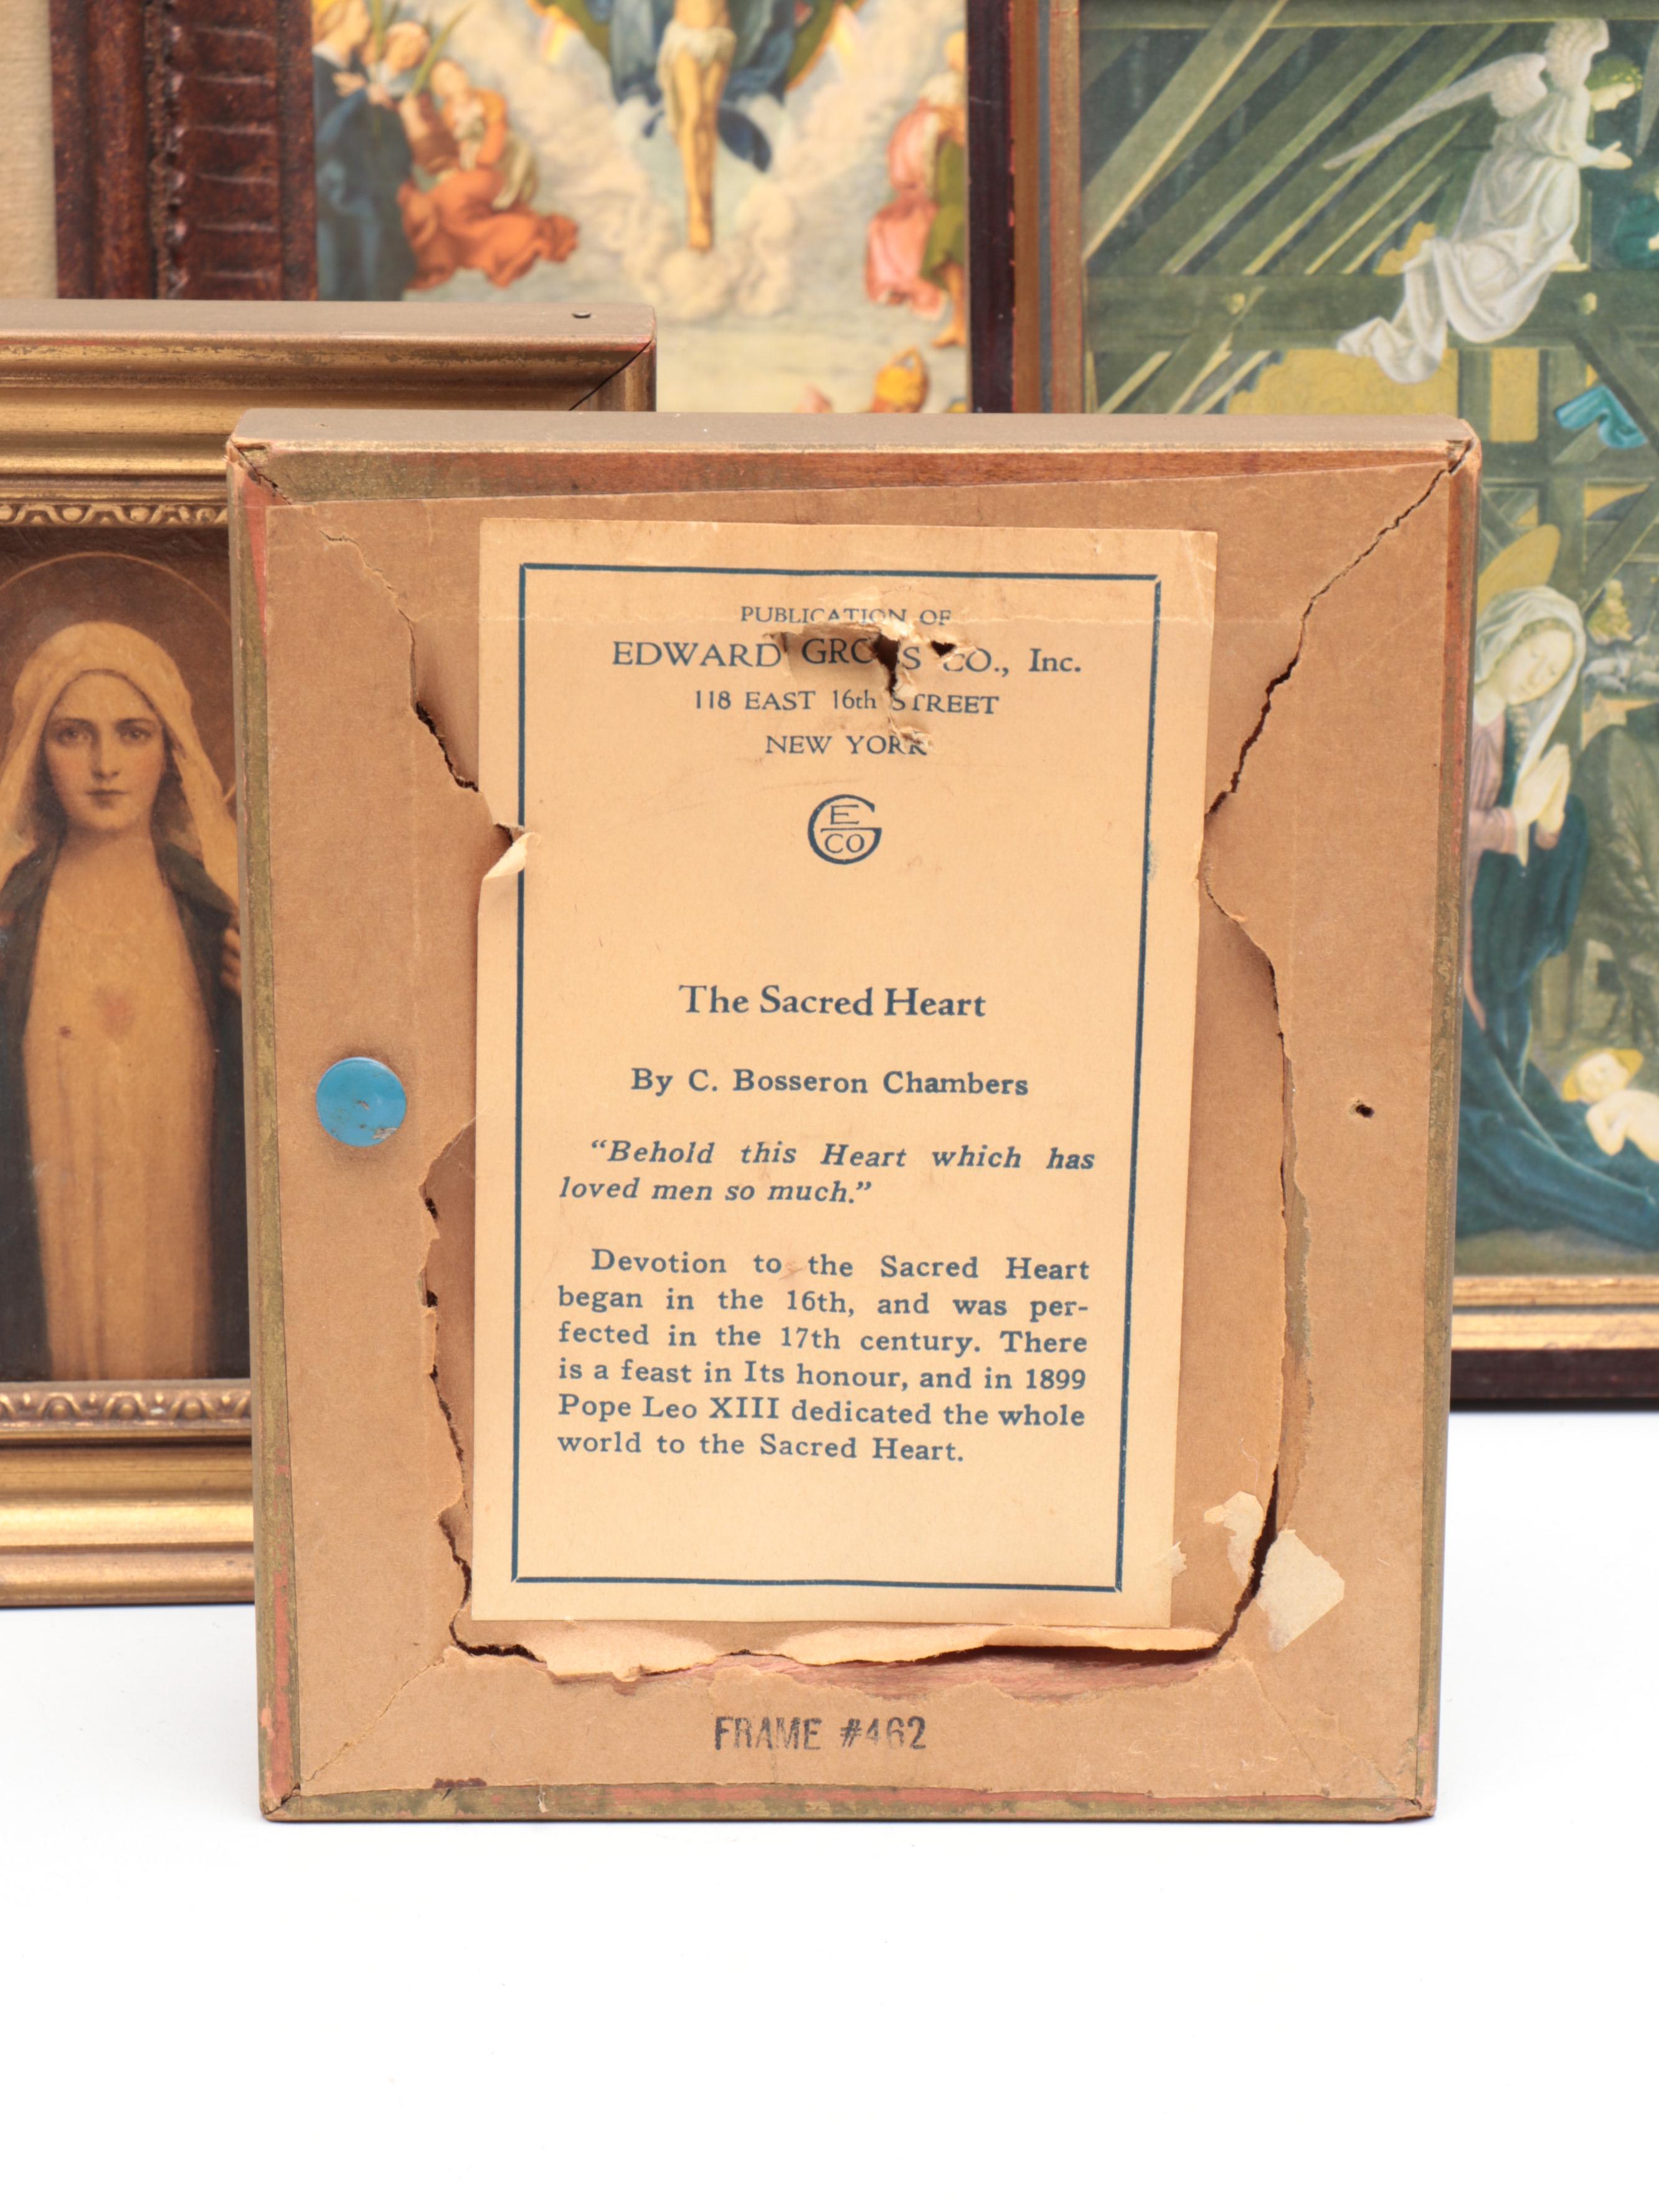 PUBLICATION OF
EDWARD GROSS CO., Inc.
118 EAST 16th STREET
NEW YORK
G E CO
The Sacred Heart
By C. Bosseron Chambers
“Behold this Heart which has
loved men so much.”
Devotion to the Sacred Heart
began in the 16th, and was per-
fected in the 17th century. There
is a feast in Its honour, and in 1899
Pope Leo XIII dedicated the whole
world to the Sacred Heart.
FRAME #462